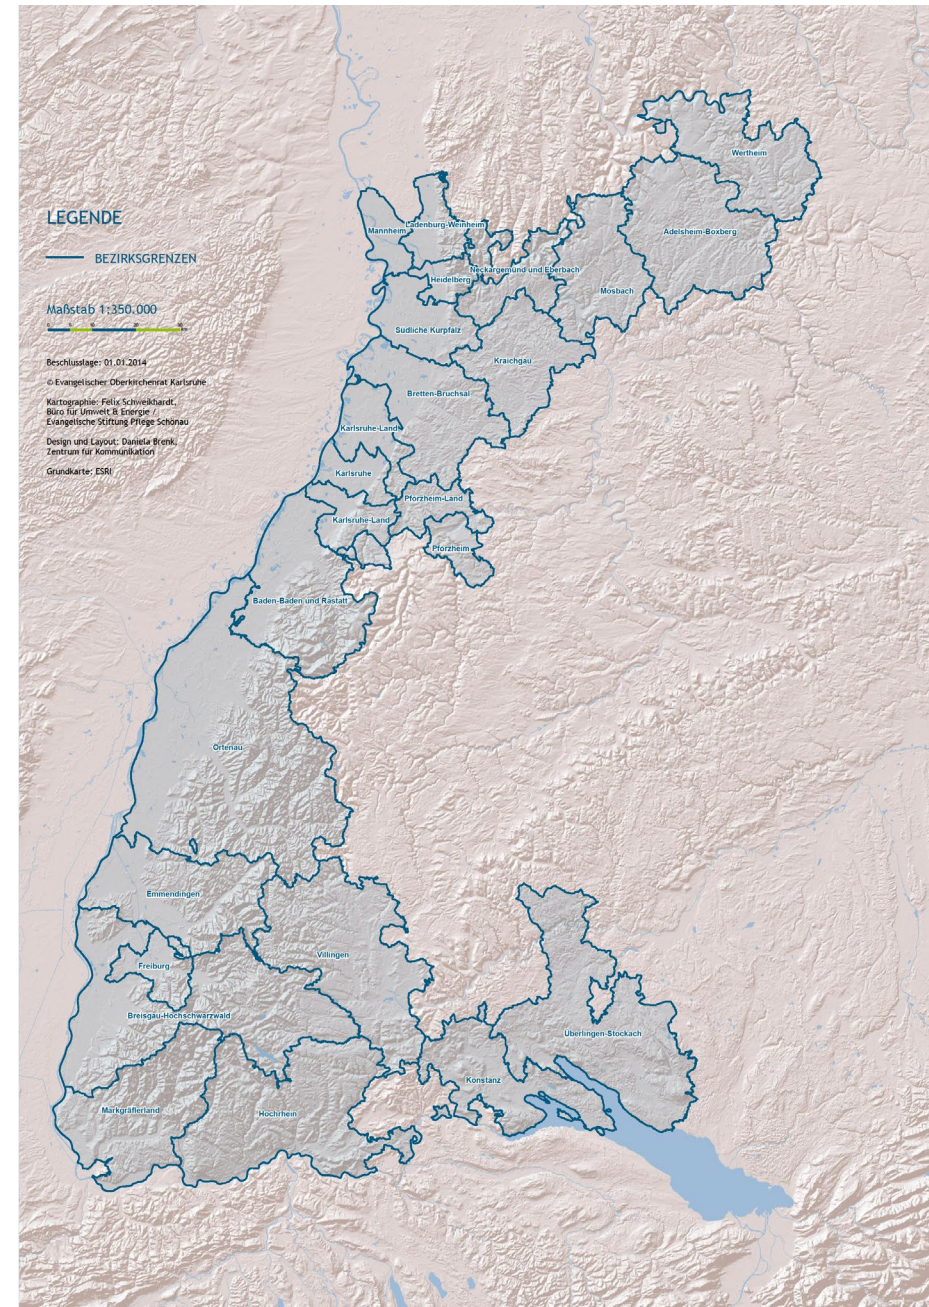 LEGENDE
BEZIRKSGRENZEN
Maßstab 1:350.000
Beschlusslage: 01.01.2014
© Evangelischer Oberkirchenrat Karlsruhe
Kartographie: Felix Schweikhardt,
Büro für Umwelt & Energie /
Evangelische Stiftung Pflege Schönau
Design und Layout: Daniela Brenk,
Zentrum für Kommunikation
Grundkarte: ESRI
Wertheim
Ladenburg-Weinheim
Mannheim
Adelsheim-Boxberg
Neckargemünd und Eberbach
Heidelberg
Mosbach
Südliche Kurpfalz
Kraichgau
Bretten-Bruchsal
Karlsruhe-Land
Karlsruhe
Pforzheim-Land
Karlsruhe-Land
Pforzheim
Baden-Baden und Rastatt
Ortenau
Emmendingen
Villingen
Freiburg
Breisgau-Hochschwarzwald
Überlingen-Stockach
Konstanz
Markgräflerland
Hochrhein